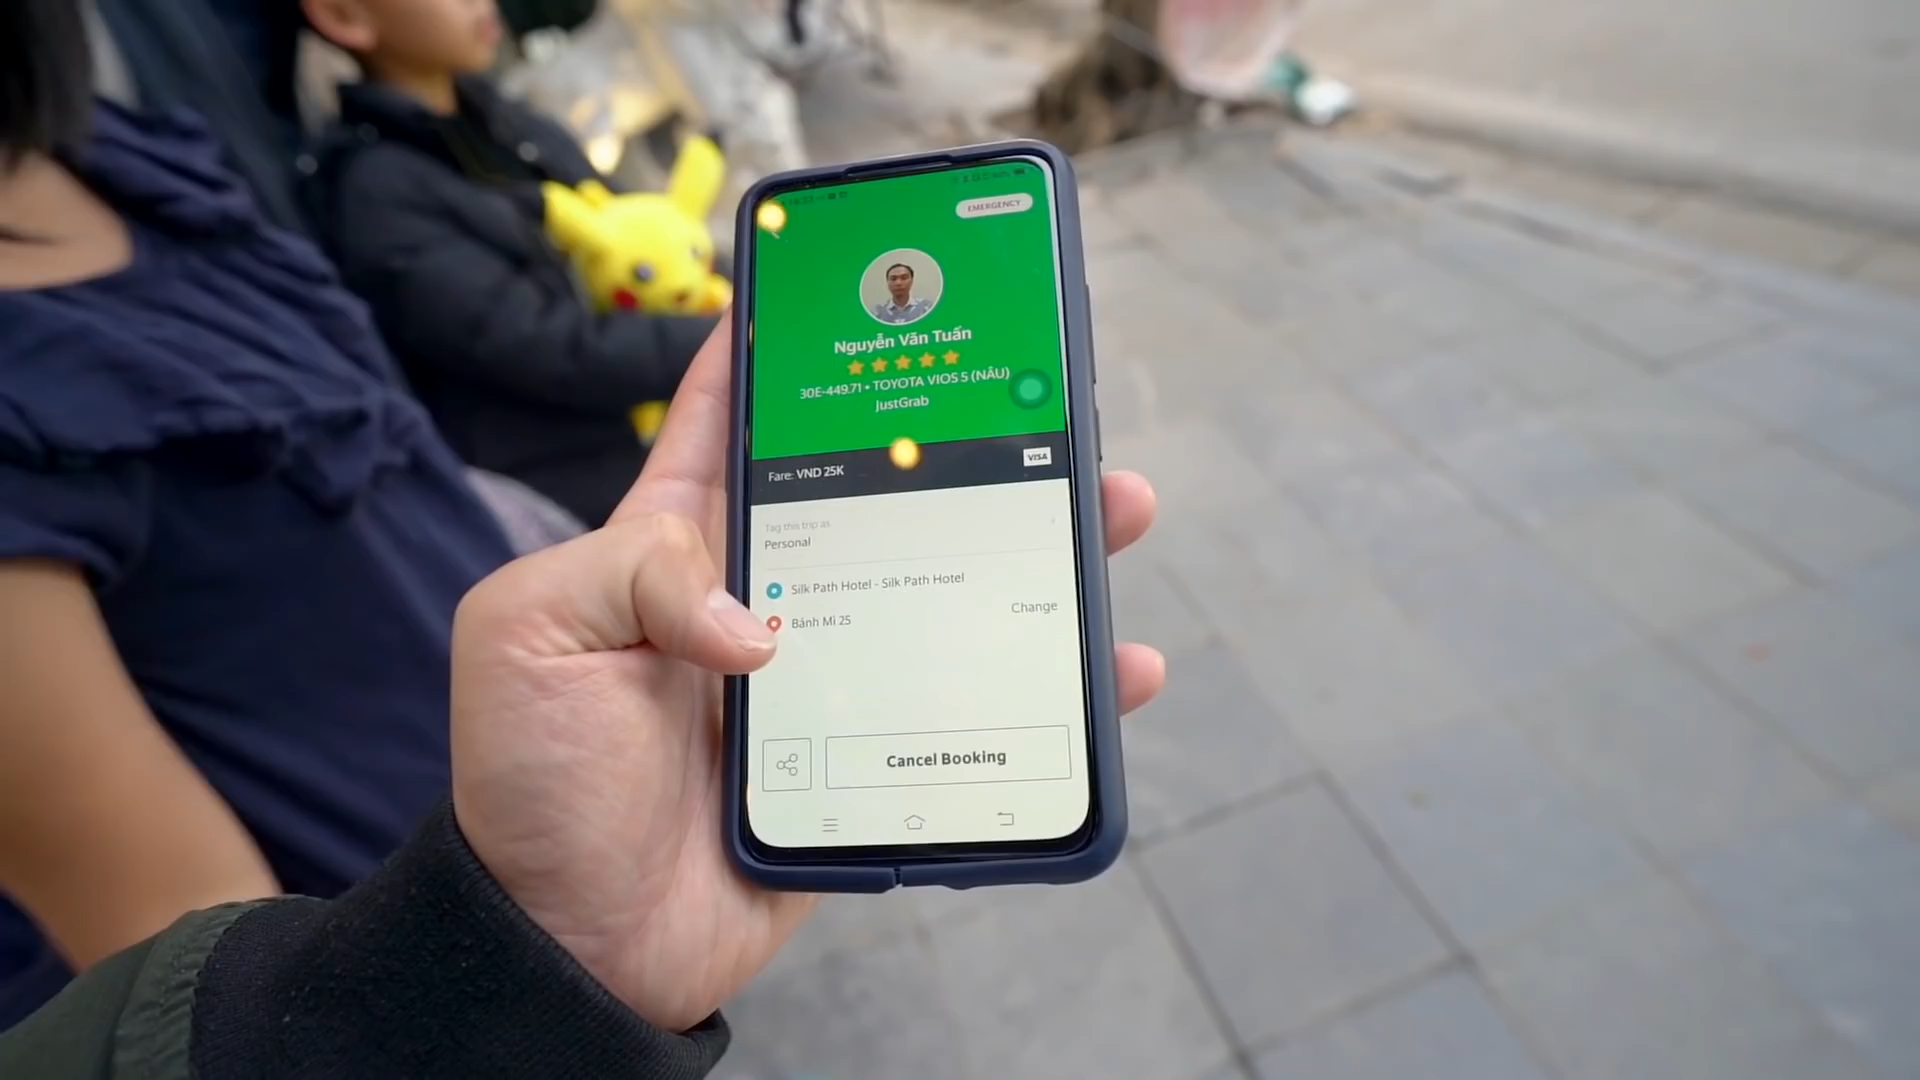 EMERGENCY
Nguyễn Văn Tuấn
30E-449.71 • TOYOTA VIOS 5 (NÂU)
JustGrab
Fare: VND 25K
VISA
Tag this trip as
Personal
Silk Path Hotel - Silk Path Hotel
Bánh Mì 25
Change
Cancel Booking